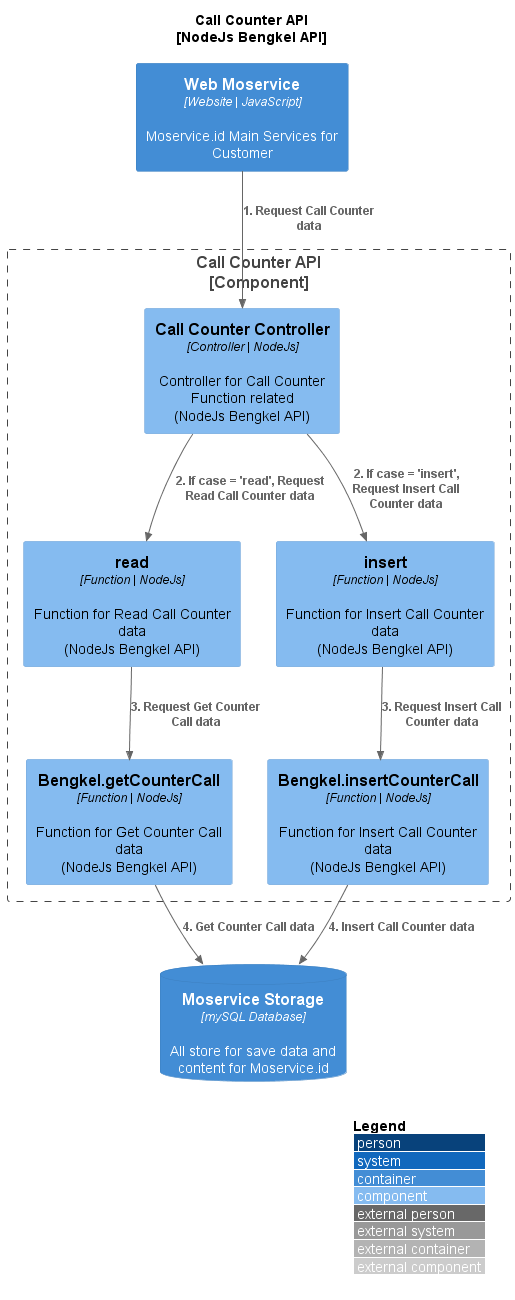 Call Counter API
[NodeJs Bengkel API]
Web Moservice
[Website | JavaScript]
Moservice.id Main Services for
Customer
1. Request Call Counter
data
Call Counter API
[Component]
Call Counter Controller
[Controller | NodeJs]
Controller for Call Counter
Function related
(NodeJs Bengkel API)
2. If case = 'read', Request
Read Call Counter data
2. If case = 'insert',
Request Insert Call
Counter data
read
[Function | NodeJs]
Function for Read Call Counter
data
(NodeJs Bengkel API)
insert
[Function | NodeJs]
Function for Insert Call Counter
data
(NodeJs Bengkel API)
3. Request Get Counter
Call data
3. Request Insert Call
Counter data
Bengkel.getCounterCall
[Function | NodeJs]
Function for Get Counter Call
data
(NodeJs Bengkel API)
Bengkel.insertCounterCall
[Function | NodeJs]
Function for Insert Call Counter
data
(NodeJs Bengkel API)
4. Get Counter Call data
4. Insert Call Counter data
Moservice Storage
[mySQL Database]
All store for save data and
content for Moservice.id
Legend
person
system
container
component
external person
external system
external container
external component